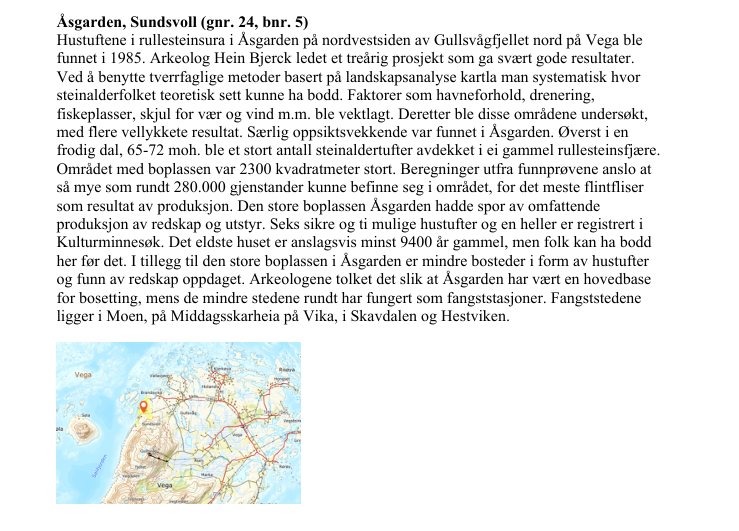 Åsgarden, Sundsvoll (gnr. 24, bnr. 5)
Hustuftene i rullesteinsura i Åsgarden på nordvestsiden av Gullsvågfjellet nord på Vega ble
funnet i 1985. Arkeolog Hein Bjerck ledet et treårig prosjekt som ga svært gode resultater.
Ved å benytte tverrfaglige metoder basert på landskapsanalyse kartla man systematisk hvor
steinalderfolket teoretisk sett kunne ha bodd. Faktorer som havneforhold, drenering,
fiskeplasser, skjul for vær og vind m.m. ble vektlagt. Deretter ble disse områdene undersøkt,
med flere vellykkete resultat. Særlig oppsiktsvekkende var funnet i Åsgarden. Øverst i en
frodig dal, 65-72 moh. ble et stort antall steinaldertufter avdekket i ei gammel rullesteinsfjære.
Området med boplassen var 2300 kvadratmeter stort. Beregninger utfra funnprøvene anslo at
så mye som rundt 280.000 gjenstander kunne befinne seg i området, for det meste flintfliser
som resultat av produksjon. Den store boplassen Åsgarden hadde spor av omfattende
produksjon av redskap og utstyr. Seks sikre og ti mulige hustufter og en heller er registrert i
Kulturminnesøk. Det eldste huset er anslagsvis minst 9400 år gammel, men folk kan ha bodd
her før det. I tillegg til den store boplassen i Åsgarden er mindre bosteder i form av hustufter
og funn av redskap oppdaget. Arkeologene tolket det slik at Åsgarden har vært en hovedbase
for bosetting, mens de mindre stedene rundt har fungert som fangststasjoner. Fangststedene
ligger i Moen, på Middagsskarheia på Vika, i Skavdalen og Hestviken.
Vega
Søla
Sundsvoll
Gullsvåg
Vega
Vega